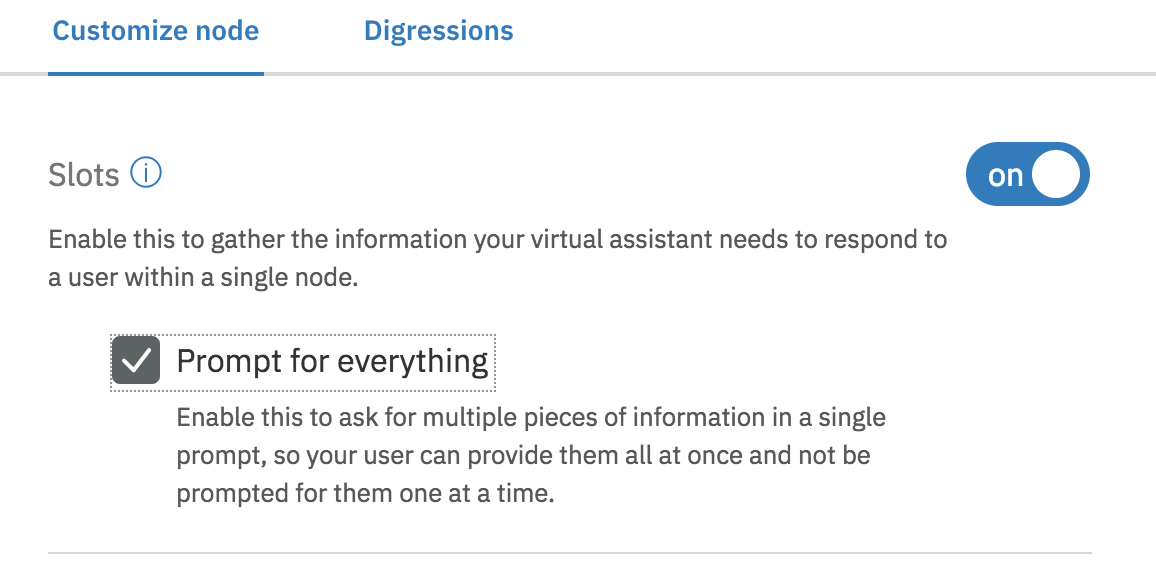 Customize node Digressions
Slots
on
Enable this to gather the information your virtual assistant needs to respond to
a user within a single node.
Prompt for everything
Enable this to ask for multiple pieces of information in a single
prompt, so your user can provide them all at once and not be
prompted for them one at a time.